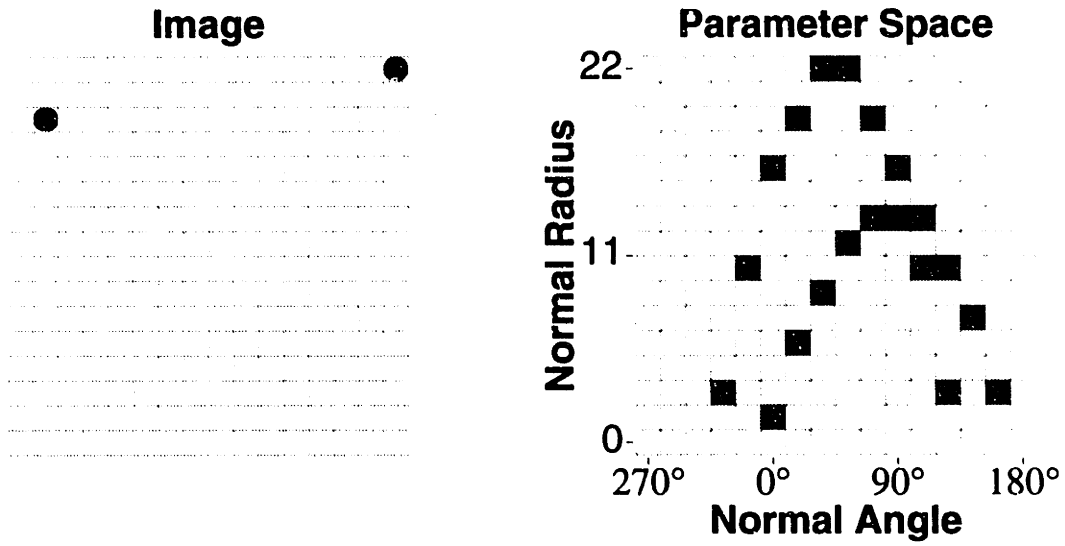 Image
Parameter Space
22
11
0
Normal Radius
270° 0° 90° 180°
Normal Angle